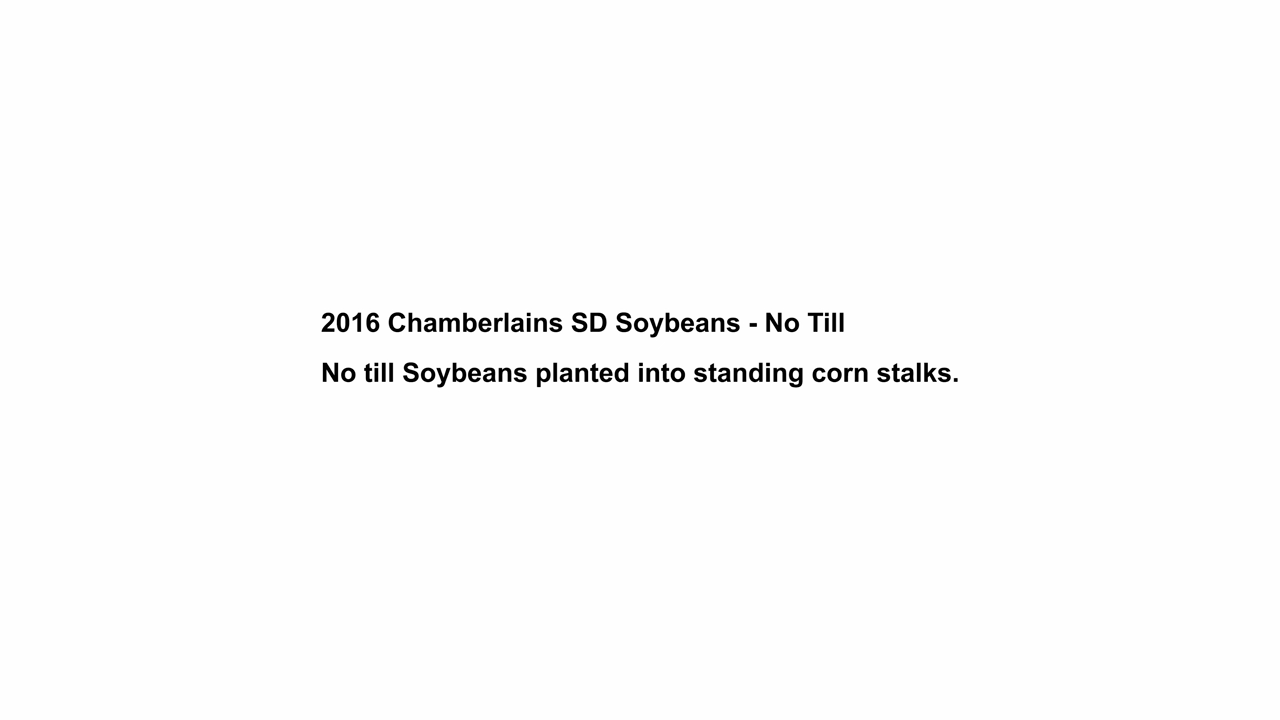 2016 Chamberlains SD Soybeans - No Till
No till Soybeans planted into standing corn stalks.